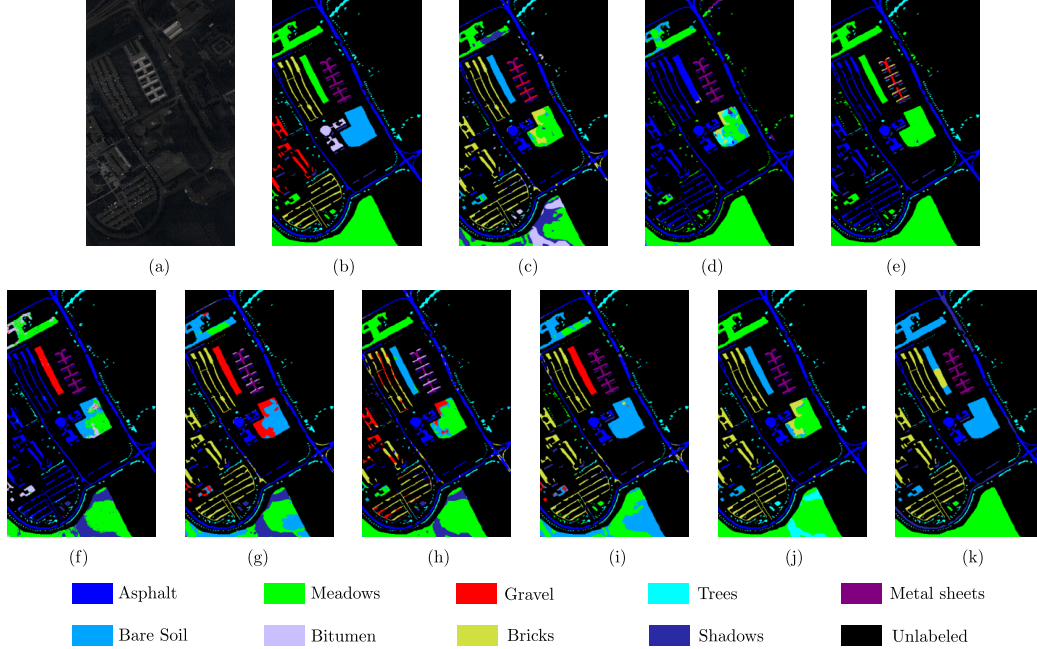 (a) (b) (c) (d) (e)
(f) (g) (h) (i) (j) (k)
Asphalt Meadows Gravel Trees Metal sheets
Bare Soil Bitumen Bricks Shadows Unlabeled